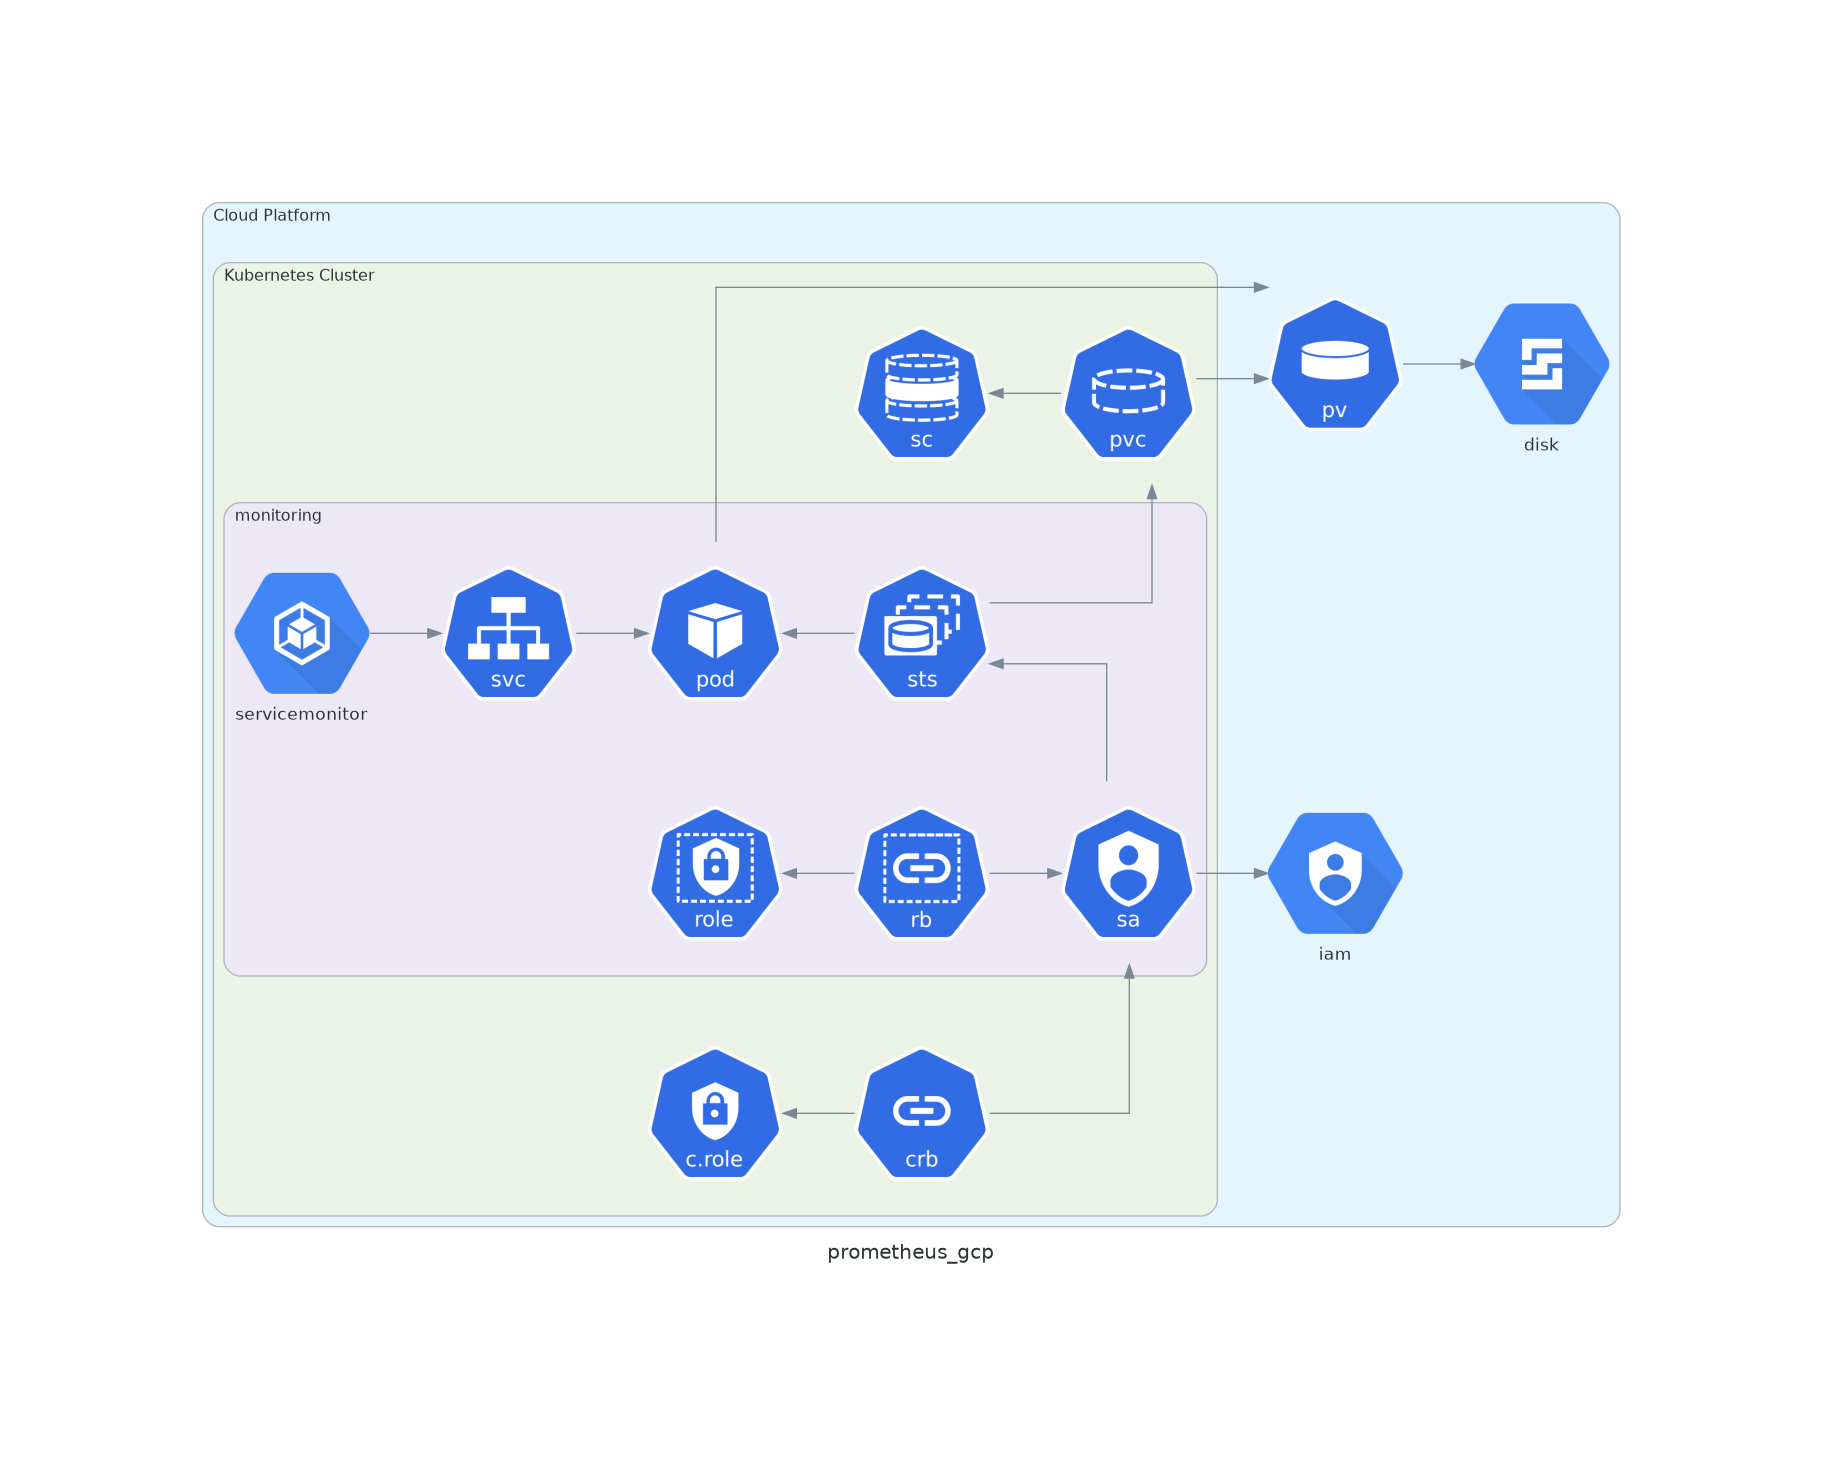 Cloud Platform
Kubernetes Cluster
sc
pvc
pv
disk
monitoring
servicemonitor
svc
pod
sts
role
rb
sa
iam
c.role
crb
prometheus_gcp